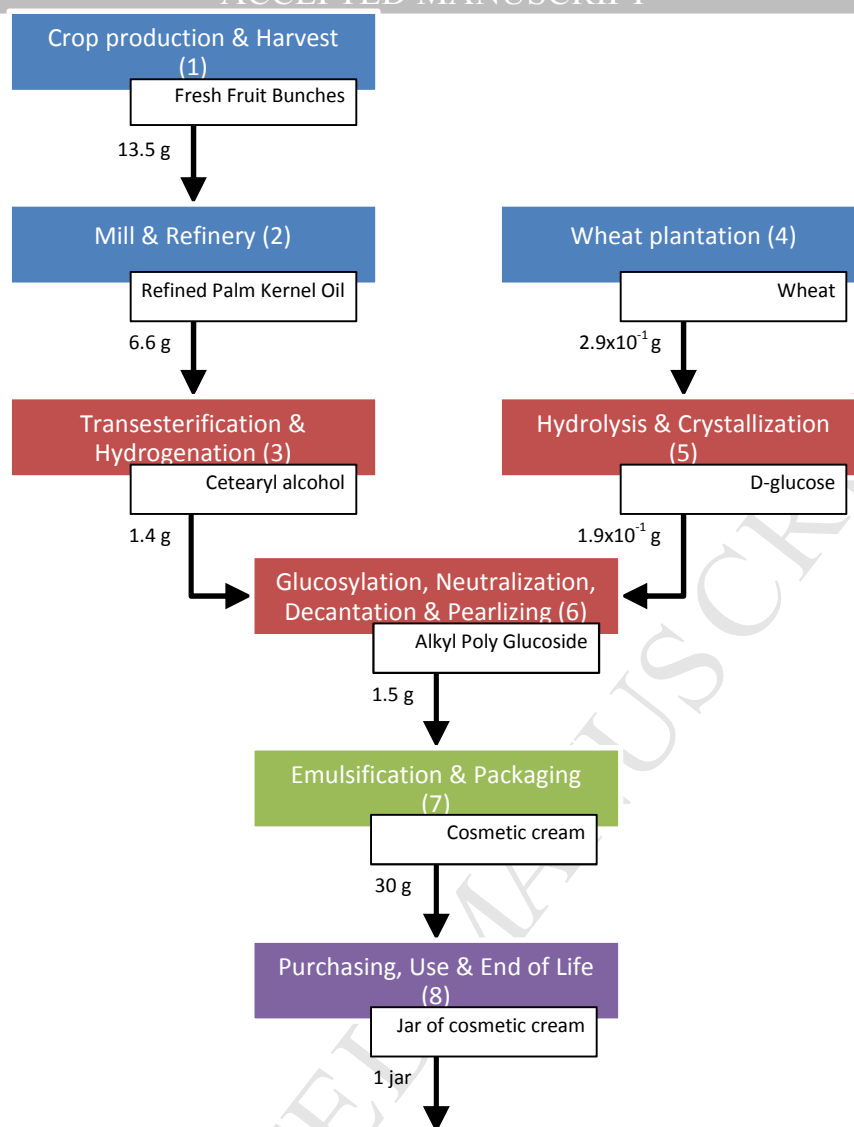 ACCEPTED MANUSCRIPT
Crop production & Harvest
(1)
Fresh Fruit Bunches
13.5 g
Mill & Refinery (2)
Refined Palm Kernel Oil
6.6 g
Transesterification &
Hydrogenation (3)
Cetearyl alcohol
1.4 g
Wheat plantation (4)
Wheat
2.9x10⁻¹ g
Hydrolysis & Crystallization
(5)
D-glucose
1.9x10⁻¹ g
Glucosylation, Neutralization,
Decantation & Pearlizing (6)
Alkyl Poly Glucoside
1.5 g
Emulsification & Packaging
(7)
Cosmetic cream
30 g
Purchasing, Use & End of Life
(8)
Jar of cosmetic cream
1 jar